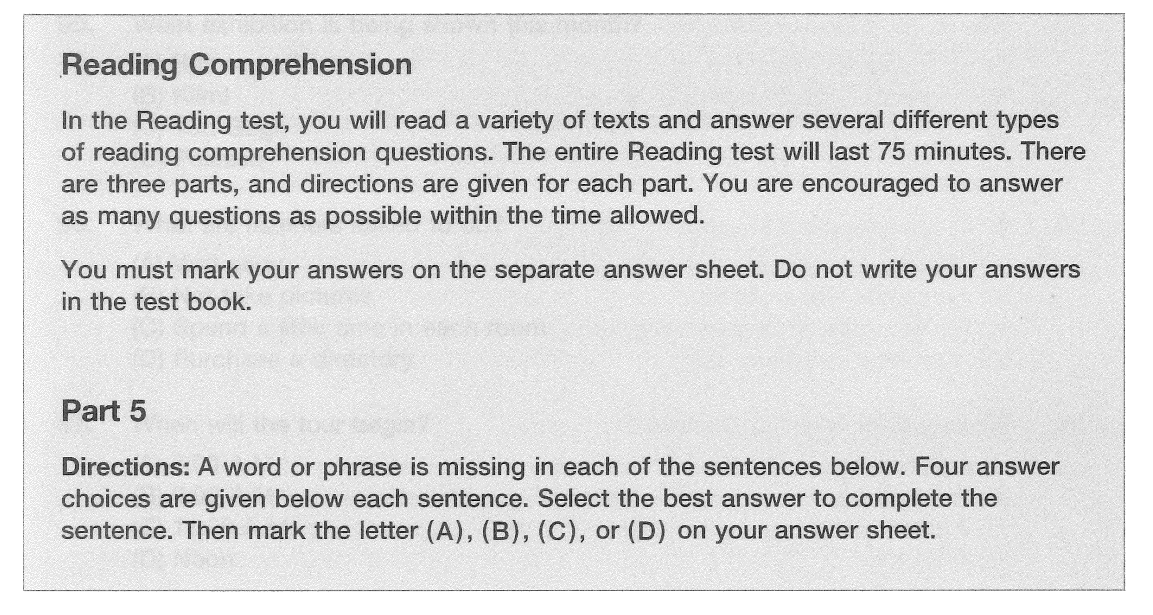 Reading Comprehension
In the Reading test, you will read a variety of texts and answer several different types
of reading comprehension questions. The entire Reading test will last 75 minutes. There
are three parts, and directions are given for each part. You are encouraged to answer
as many questions as possible within the time allowed.
You must mark your answers on the separate answer sheet. Do not write your answers
in the test book.
Part 5
Directions: A word or phrase is missing in each of the sentences below. Four answer
choices are given below each sentence. Select the best answer to complete the
sentence. Then mark the letter (A), (B), (C), or (D) on your answer sheet.